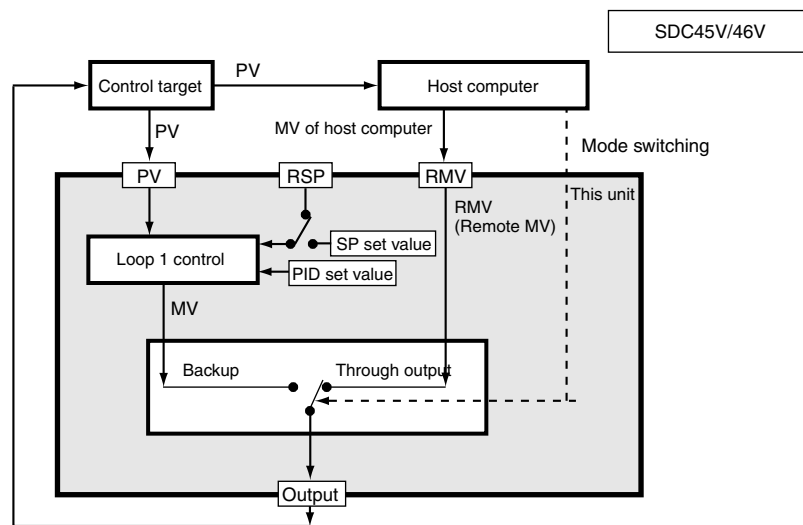 SDC45V/46V
PV
Control target
Host computer
PV
MV of host computer
Mode switching
PV
RSP
RMV
This unit
RMV
(Remote MV)
SP set value
Loop 1 control
PID set value
MV
Backup
Through output
Output